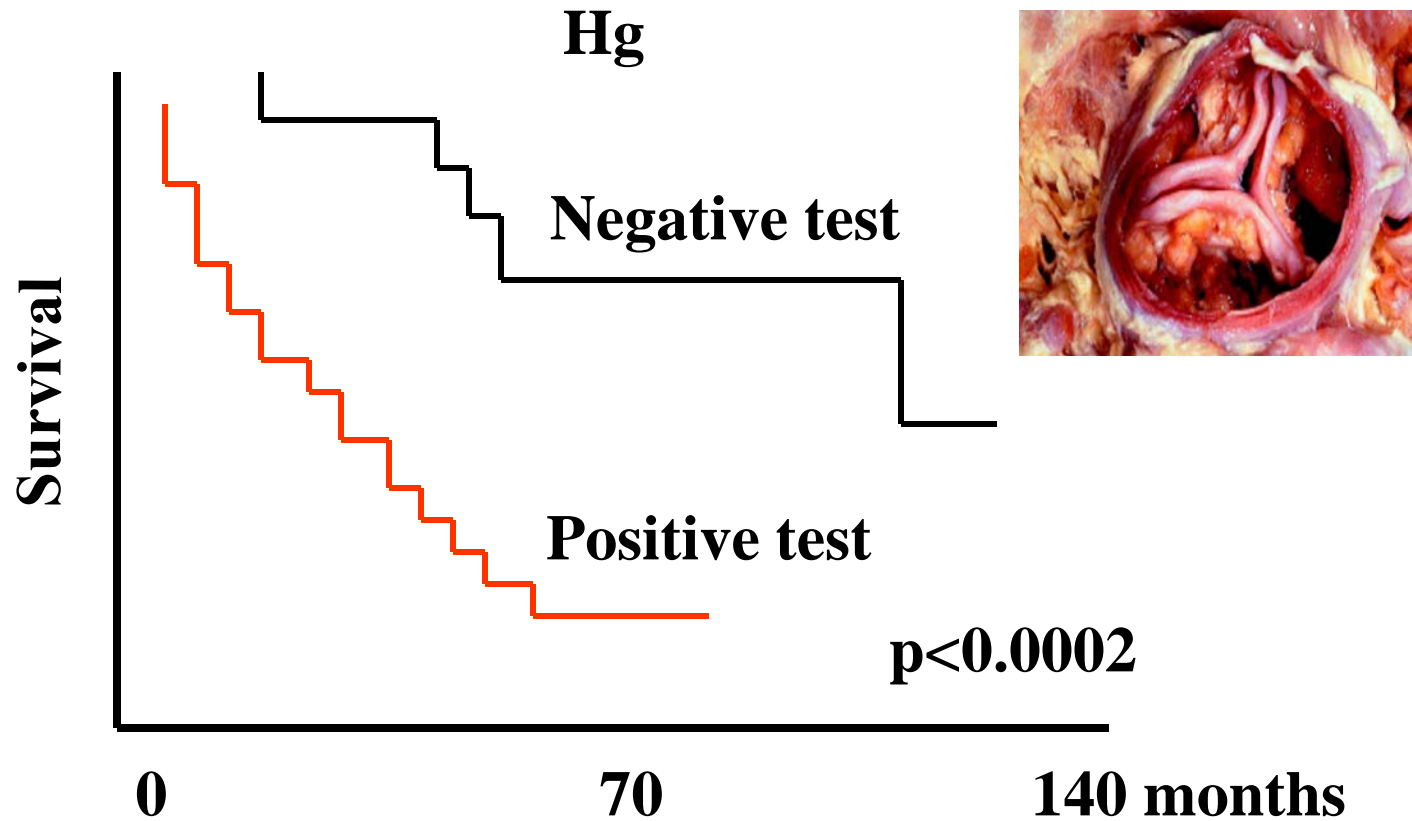 Hg
Negative test
Survival
Positive test
p<0.0002
0 70 140 months